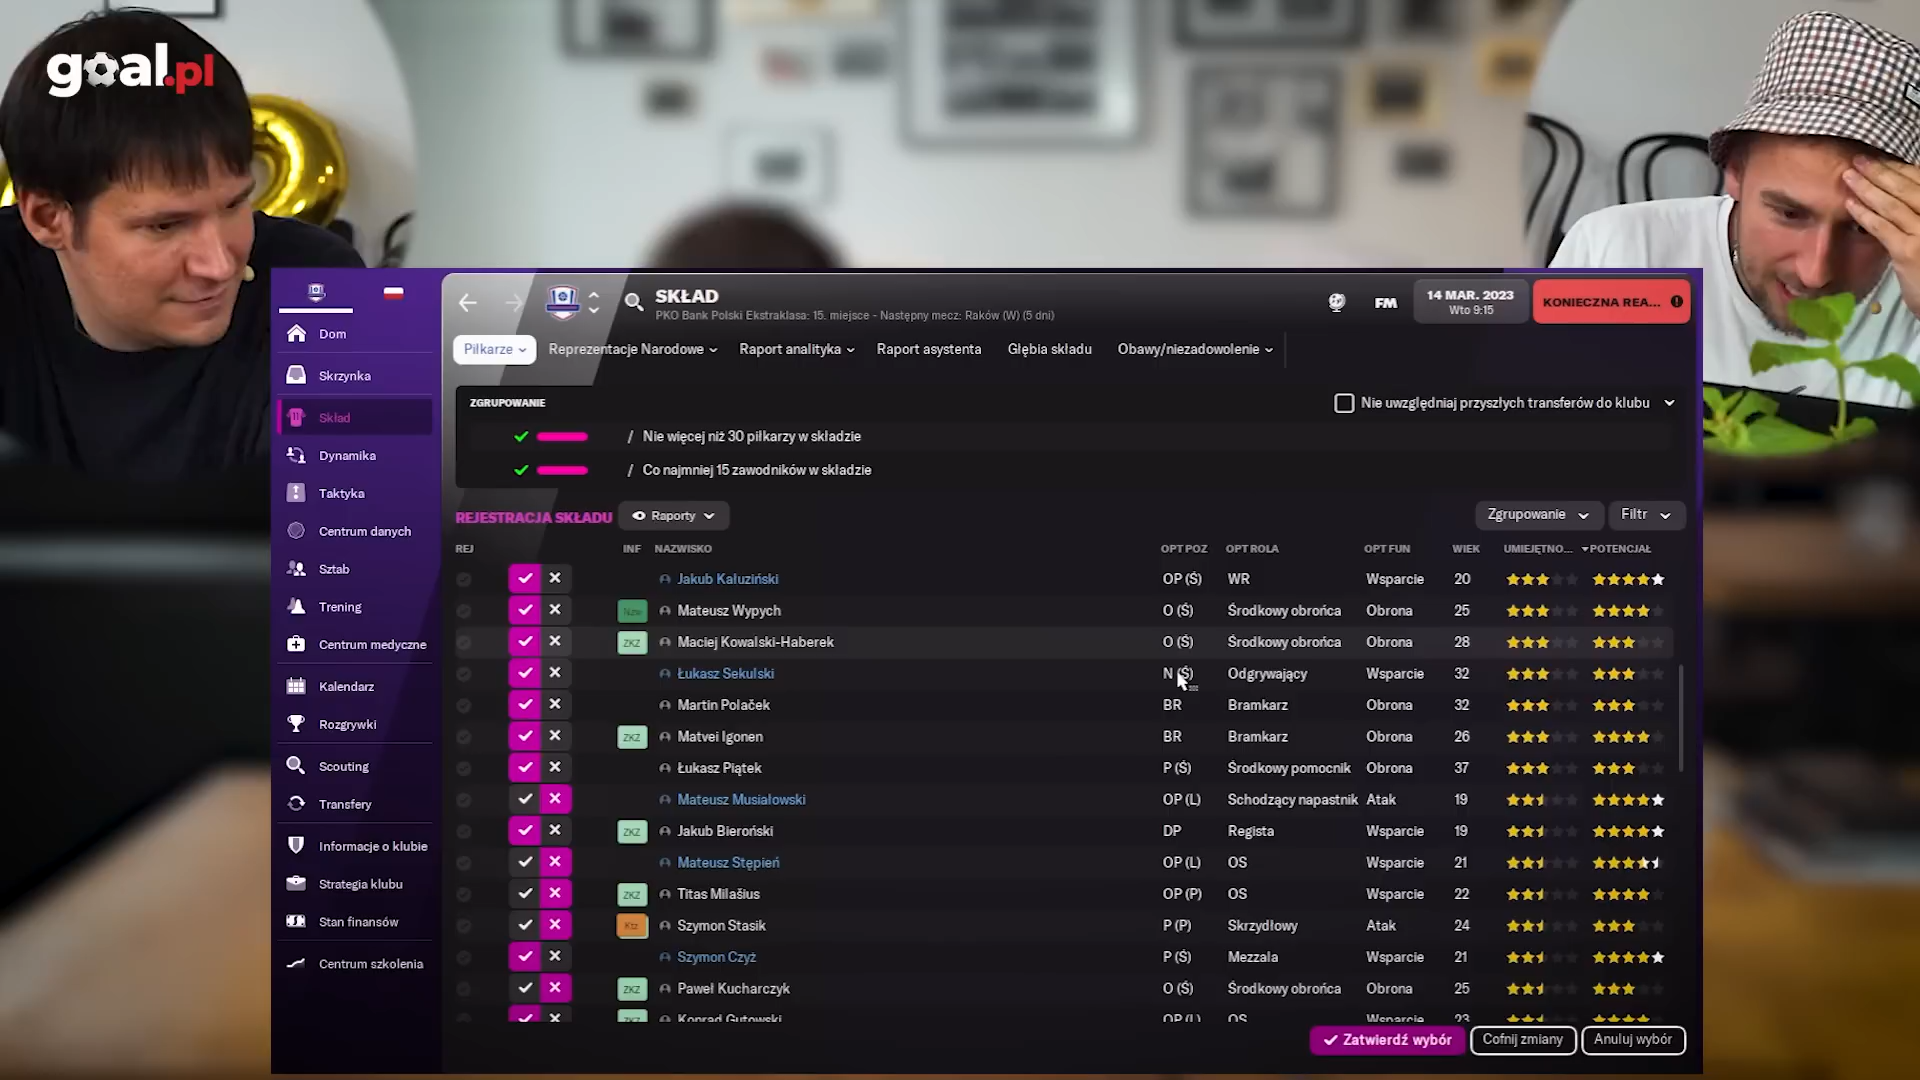 goal.pl
SKŁAD
PKO Bank Polski Ekstraklasa: 15. miejsce - Następny mecz: Raków (W) (5 dni)
FM
14 MAR. 2023
Wto 9:15
KONIECZNA REA...
Dom
Skrzynka
Skład
Dynamika
Taktyka
Centrum danych
Sztab
Trening
Centrum medyczne
Kalendarz
Rozgrywki
Scouting
Transfery
Informacje o klubie
Strategia klubu
Stan finansów
Centrum szkolenia
Piłkarze Reprezentacje Narodowe Raport analityka Raport asystenta Głębia składu Obawy/niezadowolenie
ZGRUPOWANIE
Nie uwzględniaj przyszłych transferów do klubu
/ Nie więcej niż 30 piłkarzy w składzie
/ Co najmniej 15 zawodników w składzie
REJESTRACJA SKŁADU Raporty Zgrupowanie Filtr
REJ INF NAZWISKO OPT POZ OPT ROLA OPT FUN WIEK UMIEJĘTNO... POTENCJAŁ
Jakub Kałuziński OP (Ś) WR Wsparcie 20
Mateusz Wypych O (Ś) Środkowy obrońca Obrona 25
ZKZ Maciej Kowalski-Haberek O (Ś) Środkowy obrońca Obrona 28
Łukasz Sekulski N (Ś) Odgrywający Wsparcie 32
Martin Polaček BR Bramkarz Obrona 32
ZKZ Matvei Igonen BR Bramkarz Obrona 26
Łukasz Piątek P (Ś) Środkowy pomocnik Obrona 37
Mateusz Musiałowski OP (L) Schodzący napastnik Atak 19
ZKZ Jakub Bieroński DP Regista Wsparcie 19
Mateusz Stępień OP (L) OS Wsparcie 21
ZKZ Titas Milašius OP (P) OS Wsparcie 22
Ktz Szymon Stasik P (P) Skrzydłowy Atak 24
Szymon Czyż P (Ś) Mezzala Wsparcie 21
ZKZ Paweł Kucharczyk O (Ś) Środkowy obrońca Obrona 25
ZKZ Konrad Gutowski OP (L) OS Wsparcie 23
Zatwierdź wybór Cofnij zmiany Anuluj wybór